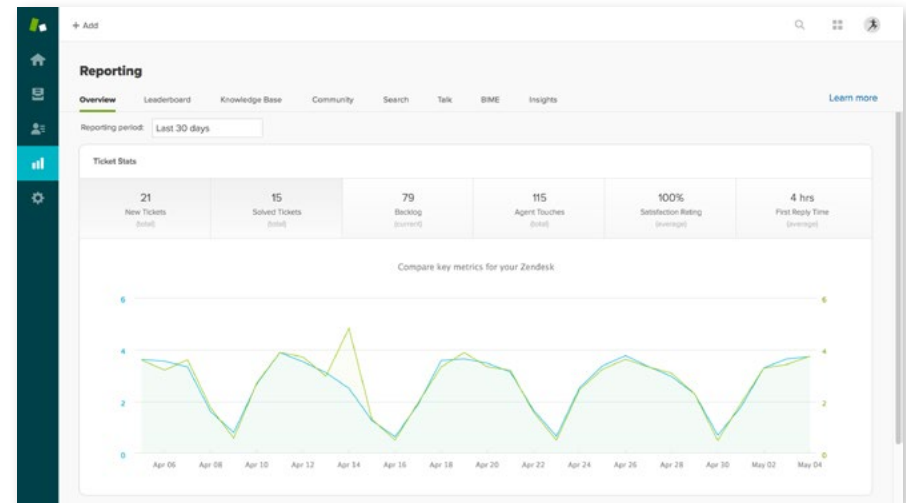 + Add
Reporting
Overview Leaderboard Knowledge Base Community Search Talk BIME Insights Learn more
Reporting period: Last 30 days
Ticket Stats
21 15 79 115 100% 4 hrs
New Tickets Solved Tickets Backlog Agent Touches Satisfaction Rating First Reply Time
(total) (total) (current) (total) (average) (average)
Compare key metrics for your Zendesk
6 6
4 4
2 2
0 0
Apr 06 Apr 08 Apr 10 Apr 12 Apr 14 Apr 16 Apr 18 Apr 20 Apr 22 Apr 24 Apr 26 Apr 28 Apr 30 May 02 May 04